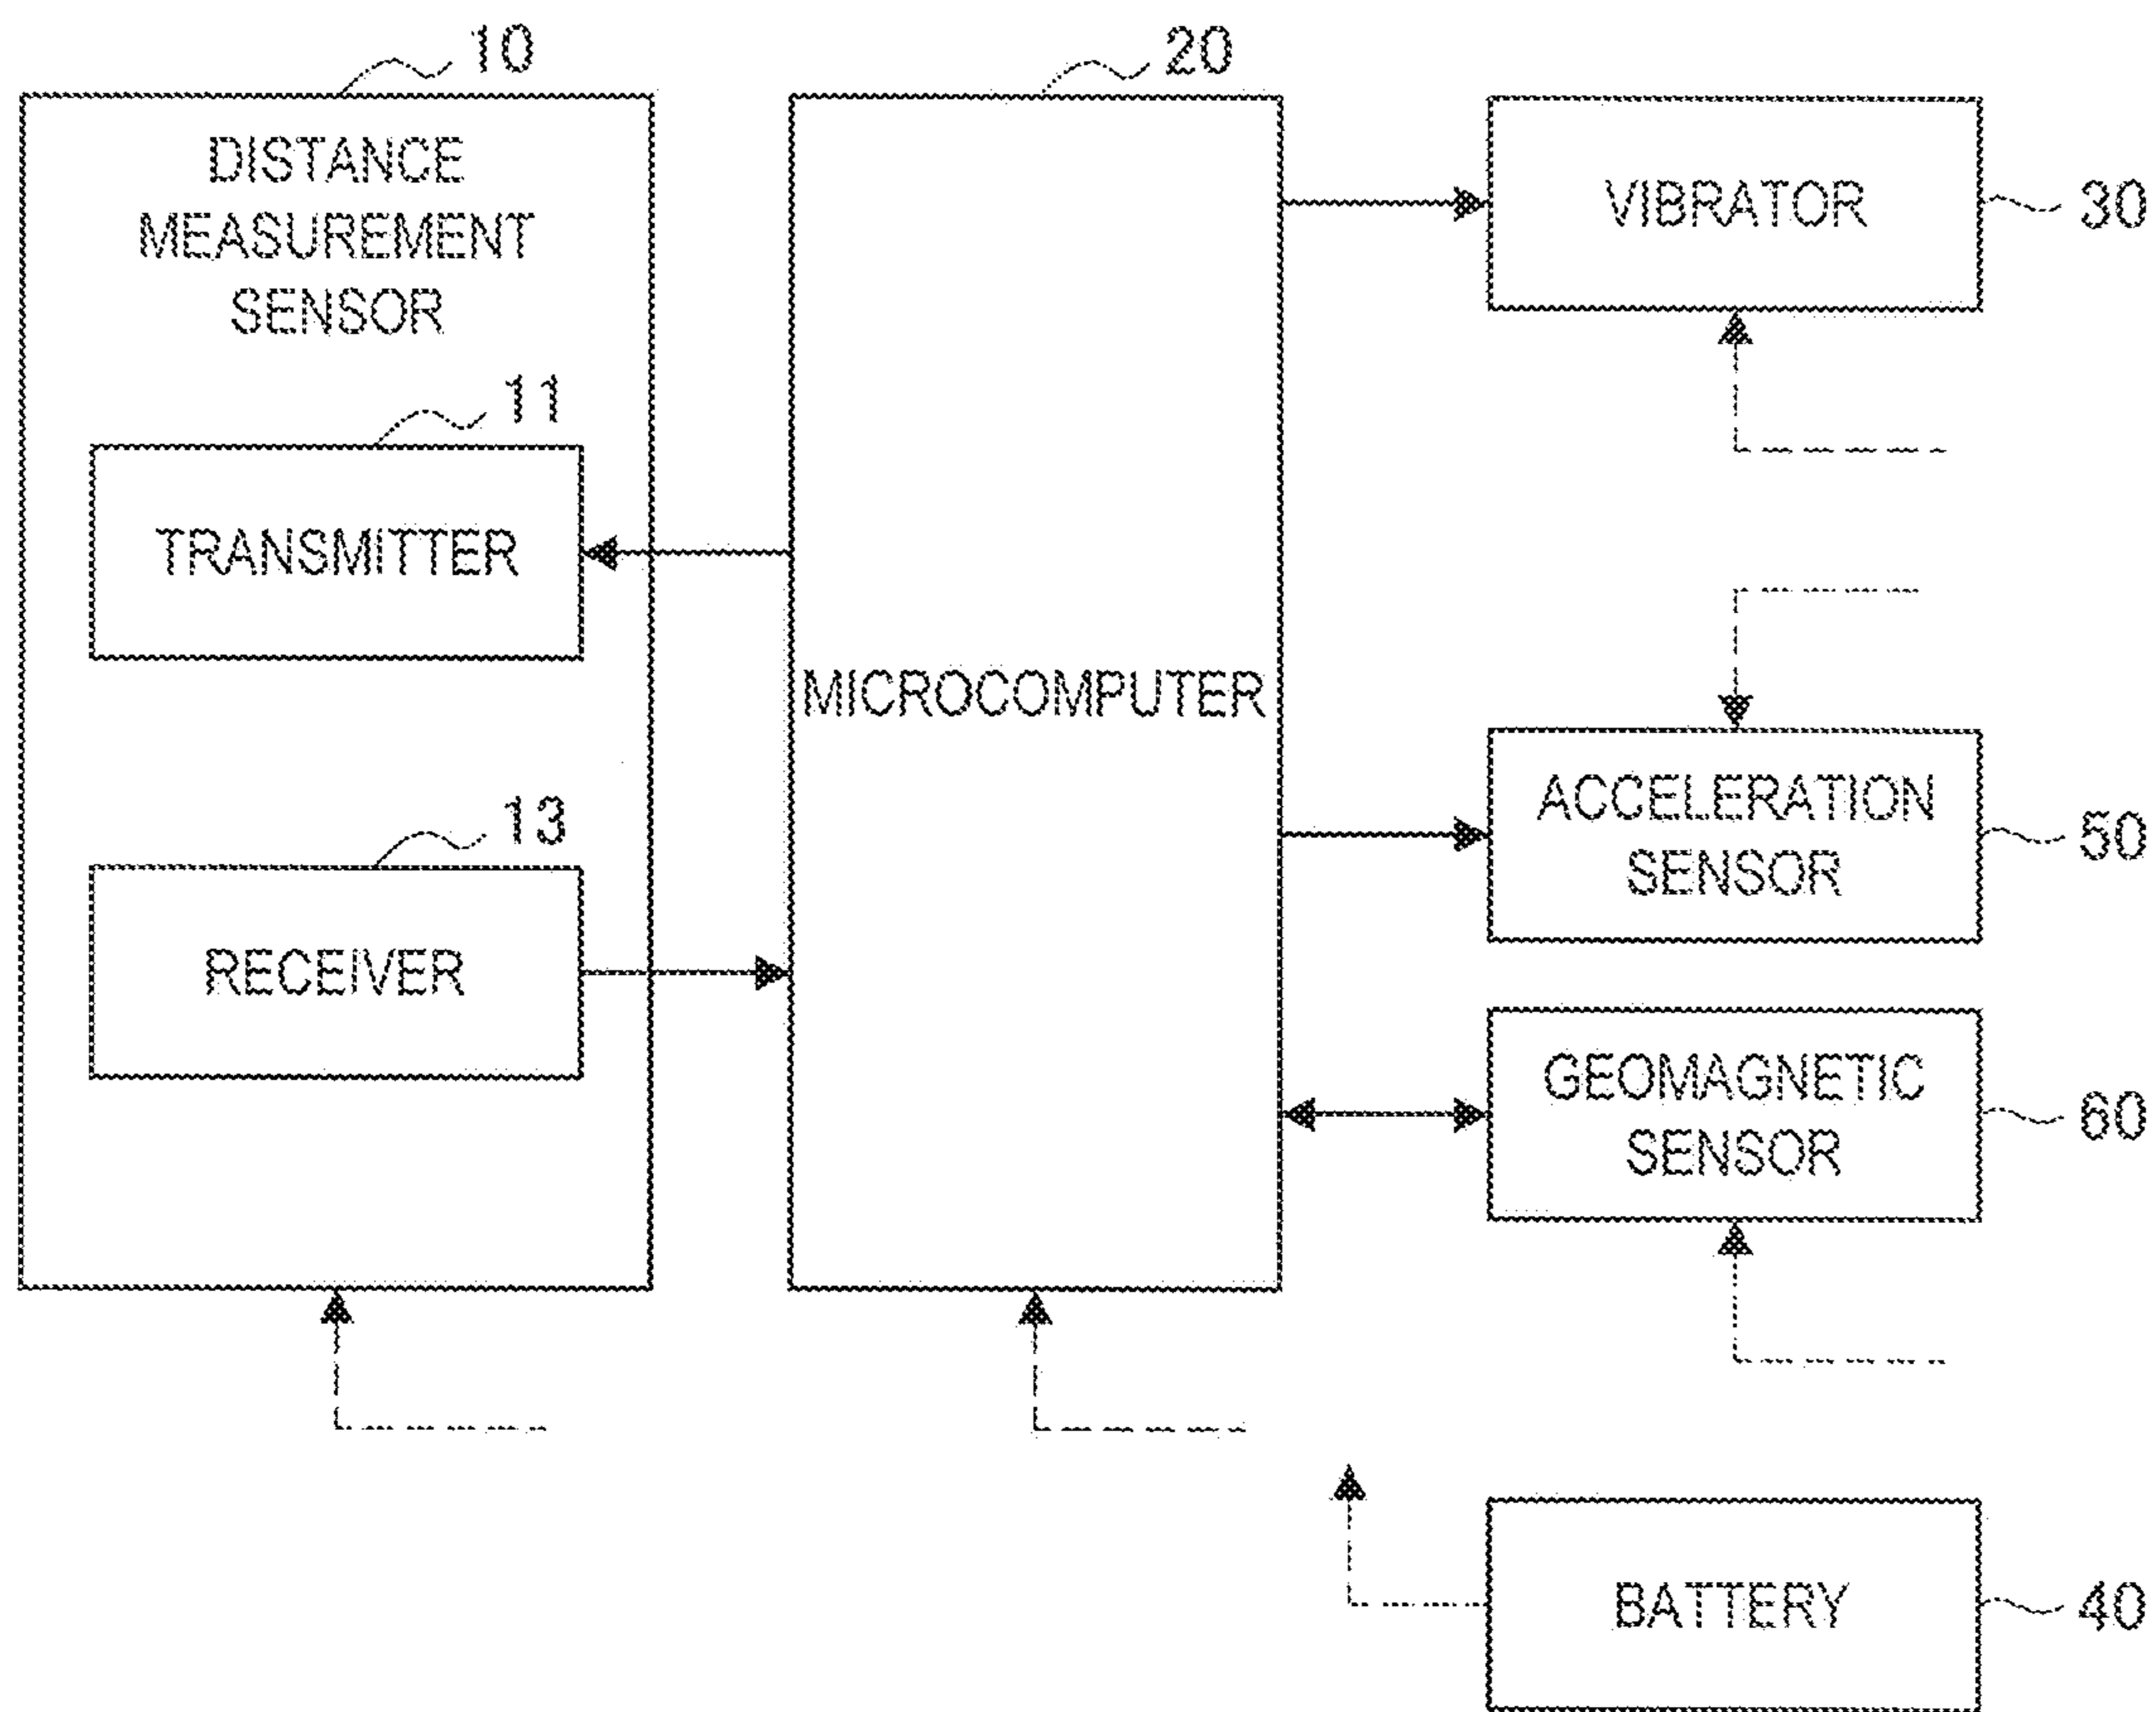 10
DISTANCE
MEASUREMENT
SENSOR
11
TRANSMITTER
13
RECEIVER
20
MICROCOMPUTER
VIBRATOR
30
ACCELERATION
SENSOR
50
GEOMAGNETIC
SENSOR
60
BATTERY
40